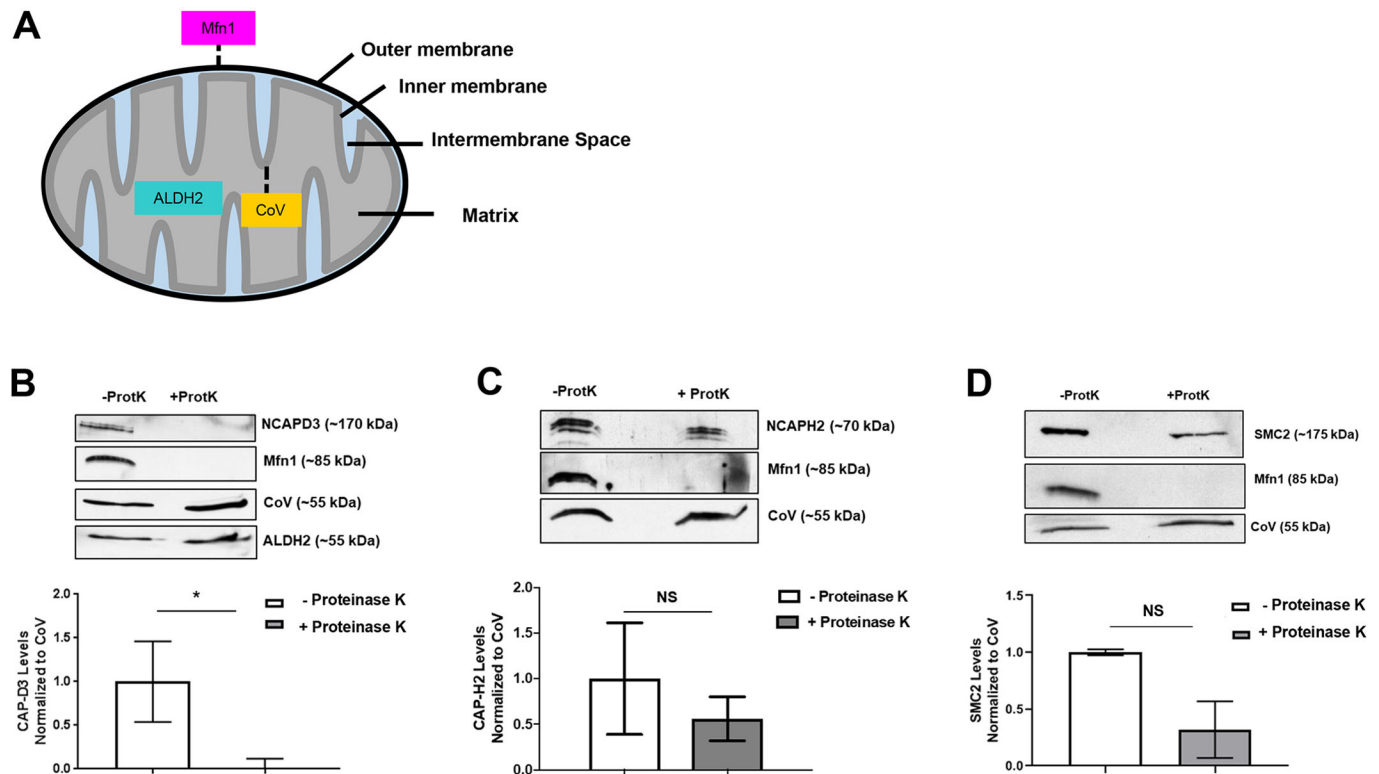 A
Mfn1
Outer membrane
Inner membrane
Intermembrane Space
ALDH2
CoV
Matrix
B
-ProtK +ProtK
NCAPD3 (~170 kDa)
Mfn1 (~85 kDa)
CoV (~55 kDa)
ALDH2 (~55 kDa)
CAP-D3 Levels
Normalized to CoV
2.0
1.5
1.0
0.5
0.0
*
- Proteinase K
+ Proteinase K
C
-ProtK + ProtK
NCAPH2 (~70 kDa)
Mfn1 (~85 kDa)
CoV (~55 kDa)
CAP-H2 Levels
Normalized to CoV
2.0
1.5
1.0
0.5
0.0
NS
- Proteinase K
+ Proteinase K
D
-ProtK +ProtK
SMC2 (~175 kDa)
Mfn1 (85 kDa)
CoV (55 kDa)
SMC2 Levels
Normalized to CoV
1.5
1.0
0.5
0.0
NS
- Proteinase K
+ Proteinase K